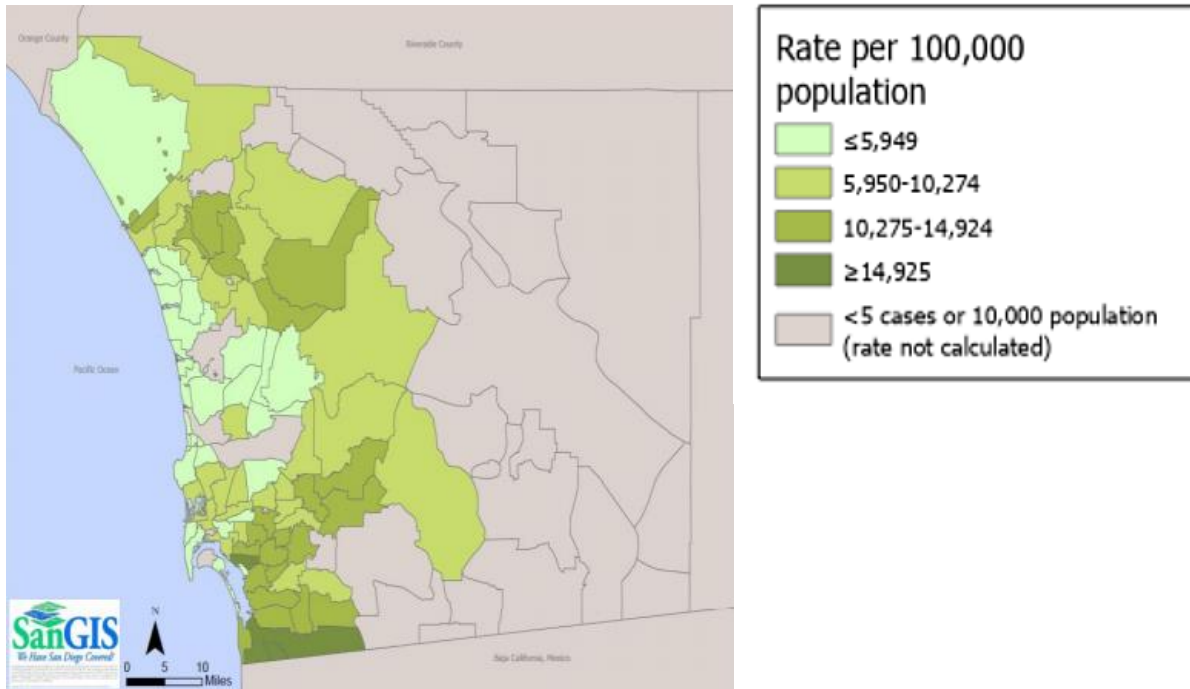 Orange County
Riverside County
Pacific Ocean
SanGIS
We Have San Diego Covered!
N
0 5 10
Miles
Baja California, Mexico
Rate per 100,000
population
≤5,949
5,950-10,274
10,275-14,924
≥14,925
<5 cases or 10,000 population
(rate not calculated)